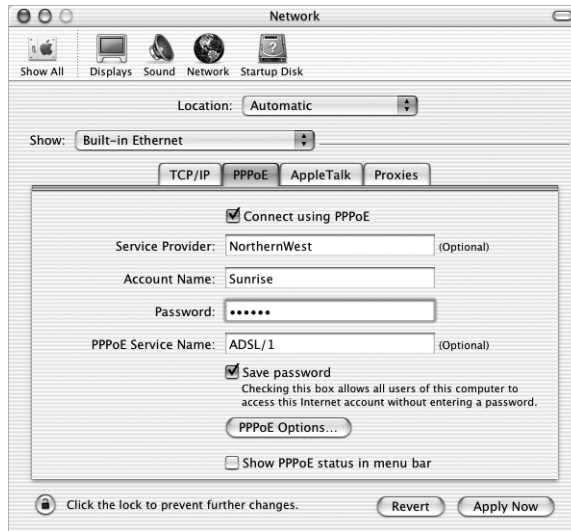 Network
Show All Displays Sound Network Startup Disk
Location: Automatic
Show: Built-in Ethernet
TCP/IP PPPoE AppleTalk Proxies
Connect using PPPoE
Service Provider: NorthernWest (Optional)
Account Name: Sunrise
Password: ••••••
PPPoE Service Name: ADSL/1 (Optional)
Save password
Checking this box allows all users of this computer to
access this Internet account without entering a password.
PPPoE Options...
Show PPPoE status in menu bar
Click the lock to prevent further changes. Revert Apply Now